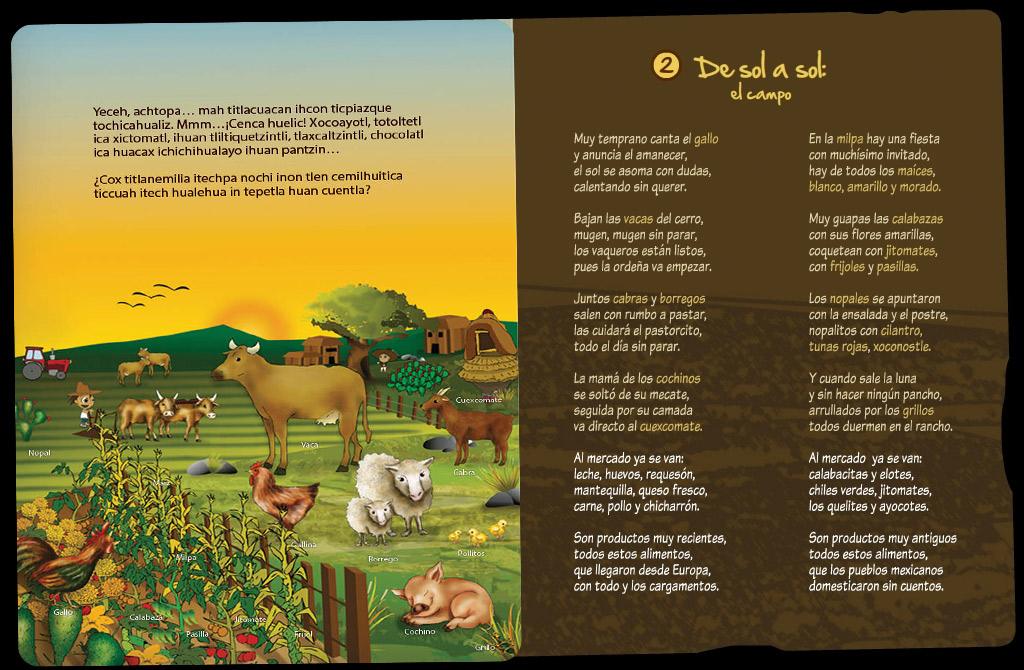 Yeceh, achtopa… mah titlacuacan ihcon ticpiazque
tochicahualiz. Mmm…¡Cenca huelic! Xocoayotl, totoltetl
ica xictomatl, ihuan tliltiquetzintli, tlaxcaltzintli, chocolatl
ica huacax ichichihualayo ihuan pantzin…
¿Cox titlanemilia itechpa nochi inon tlen cemilhuitica
ticcuah itech hualehua in tepetla huan cuentla?
Cuexcomate
Vaca
Nopal
Cabra
Maíz
Gallina
Milpa
Borrego
Pollitos
Gallo
Calabaza
Jitomate
Pasilla
Frijol
Cochino
Grillo
2 De sol a sol:
el campo
Muy temprano canta el gallo
y anuncia el amanecer,
el sol se asoma con dudas,
calentando sin querer.
Bajan las vacas del cerro,
mugen, mugen sin parar,
los vaqueros están listos,
pues la ordeña va empezar.
Juntos cabras y borregos
salen con rumbo a pastar,
las cuidará el pastorcito,
todo el día sin parar.
La mamá de los cochinos
se soltó de su mecate,
seguida por su camada
va directo al cuexcomate.
Al mercado ya se van:
leche, huevos, requesón,
mantequilla, queso fresco,
carne, pollo y chicharrón.
Son productos muy recientes,
todos estos alimentos,
que llegaron desde Europa,
con todo y los cargamentos.
En la milpa hay una fiesta
con muchísimo invitado,
hay de todos los maíces,
blanco, amarillo y morado.
Muy guapas las calabazas
con sus flores amarillas,
coquetean con jitomates,
con frijoles y pasillas.
Los nopales se apuntaron
con la ensalada y el postre,
nopalitos con cilantro,
tunas rojas, xoconostle.
Y cuando sale la luna
y sin hacer ningún pancho,
arrullados por los grillos
todos duermen en el rancho.
Al mercado ya se van:
calabacitas y elotes,
chiles verdes, jitomates,
los quelites y ayocotes.
Son productos muy antiguos
todos estos alimentos,
que los pueblos mexicanos
domesticaron sin cuentos.